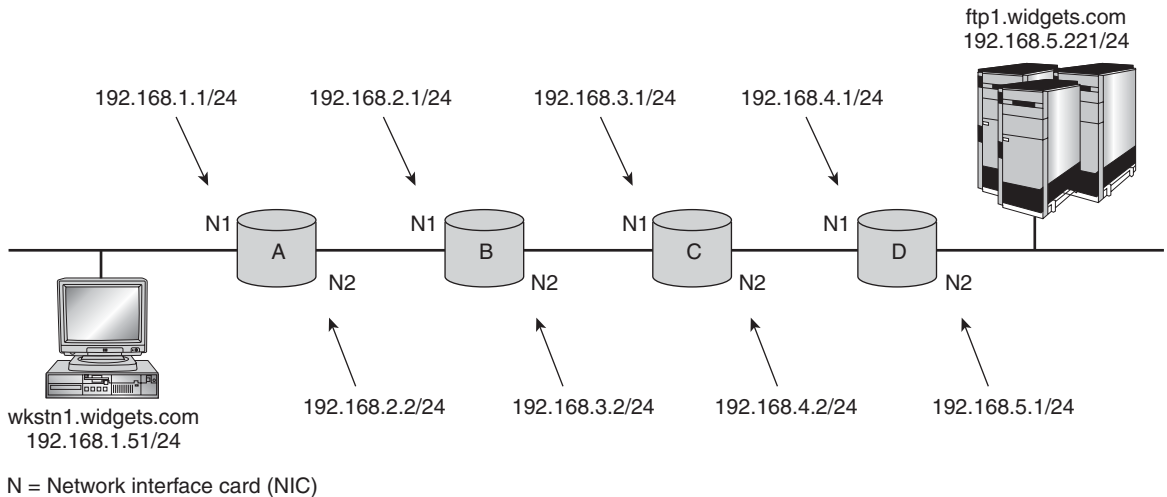 ftp1.widgets.com
192.168.5.221/24
192.168.1.1/24
192.168.2.1/24
192.168.3.1/24
192.168.4.1/24
N1
A
N2
N1
B
N2
N1
C
N2
N1
D
N2
192.168.2.2/24
192.168.3.2/24
192.168.4.2/24
192.168.5.1/24
wkstn1.widgets.com
192.168.1.51/24
N = Network interface card (NIC)